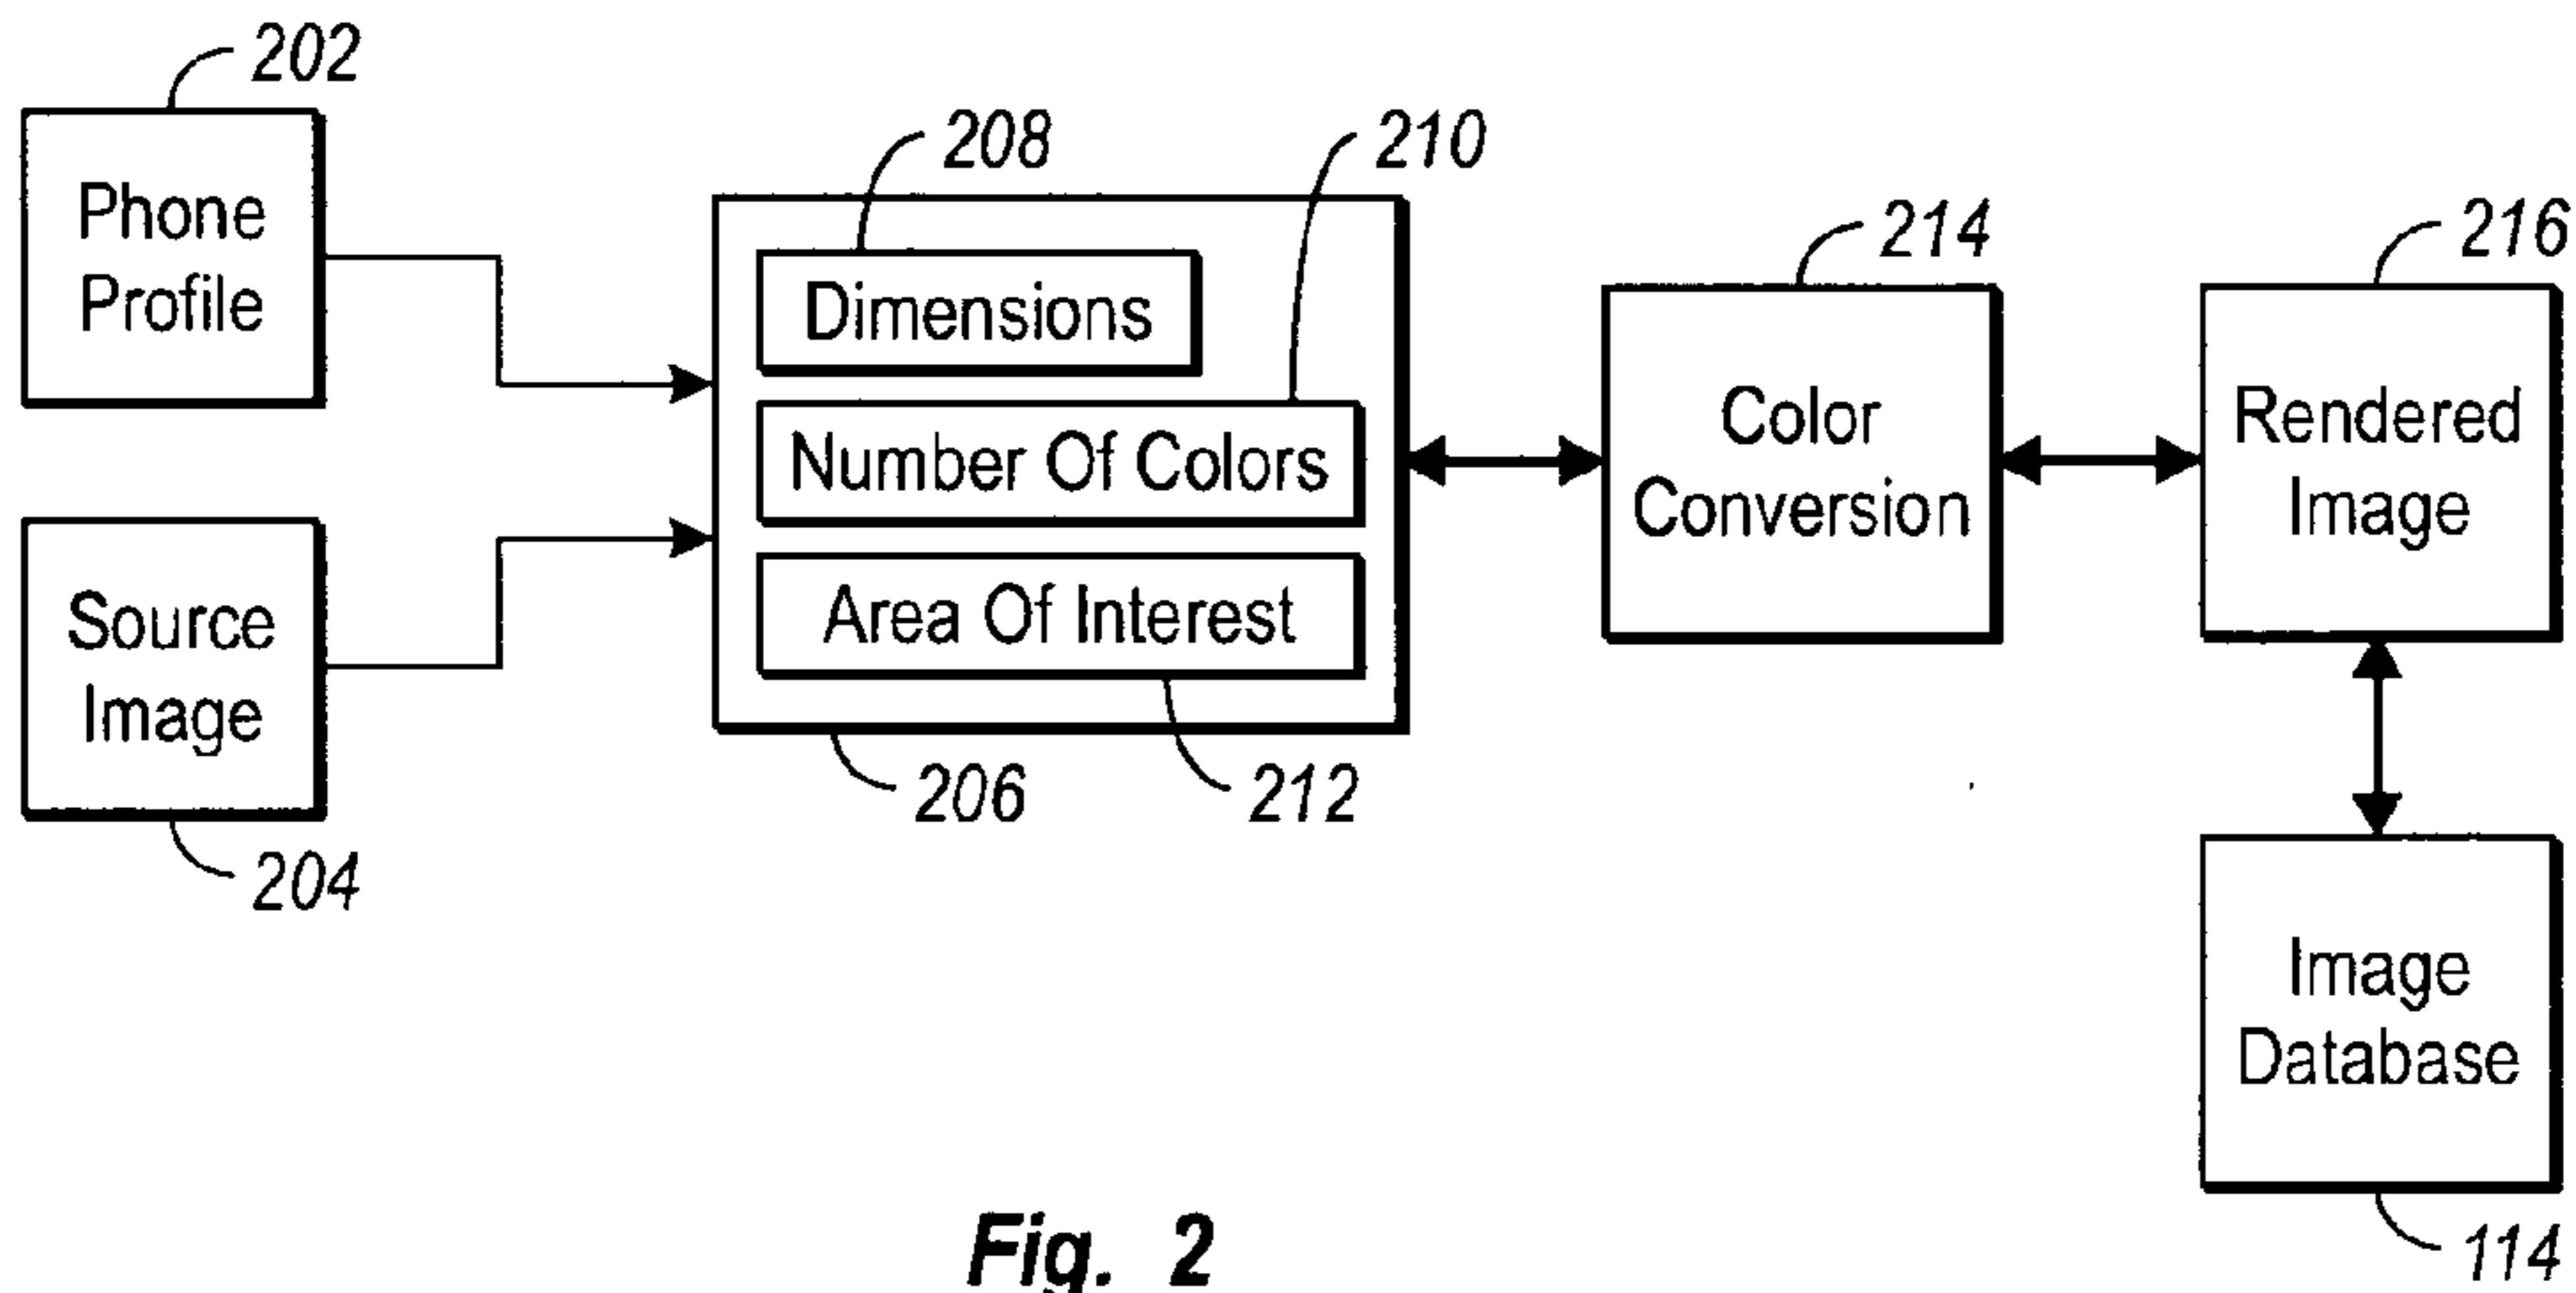 202
Phone
Profile
208
210
Dimensions
Number Of Colors
Area Of Interest
206
212
Source
Image
204
214
Color
Conversion
216
Rendered
Image
Image
Database
114
Fig. 2